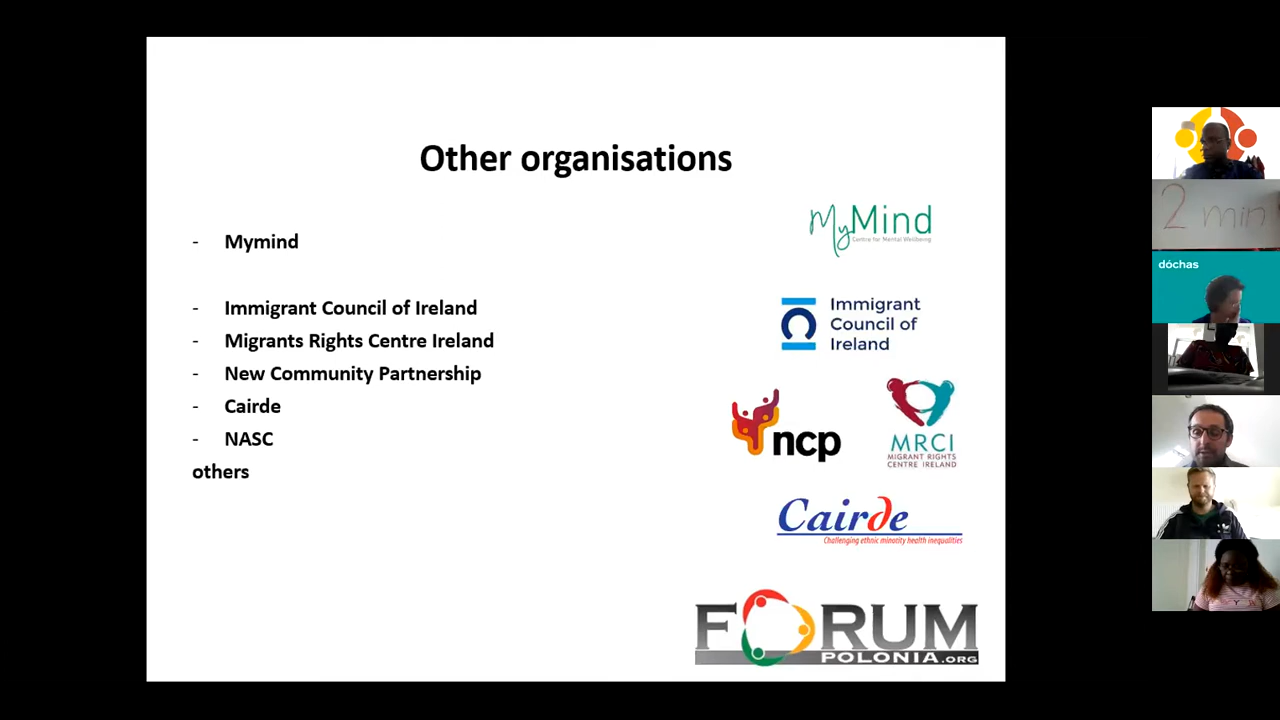 Other organisations
- Mymind
- Immigrant Council of Ireland
- Migrants Rights Centre Ireland
- New Community Partnership
- Cairde
- NASC
others
MyMind
Centre for Mental Wellbeing
Immigrant
Council of
Ireland
ncp
MRCI
MIGRANT RIGHTS
CENTRE IRELAND
Cairde
Challenging ethnic minority health inequalities
FORUM
POLONIA.ORG
2 min
dóchas